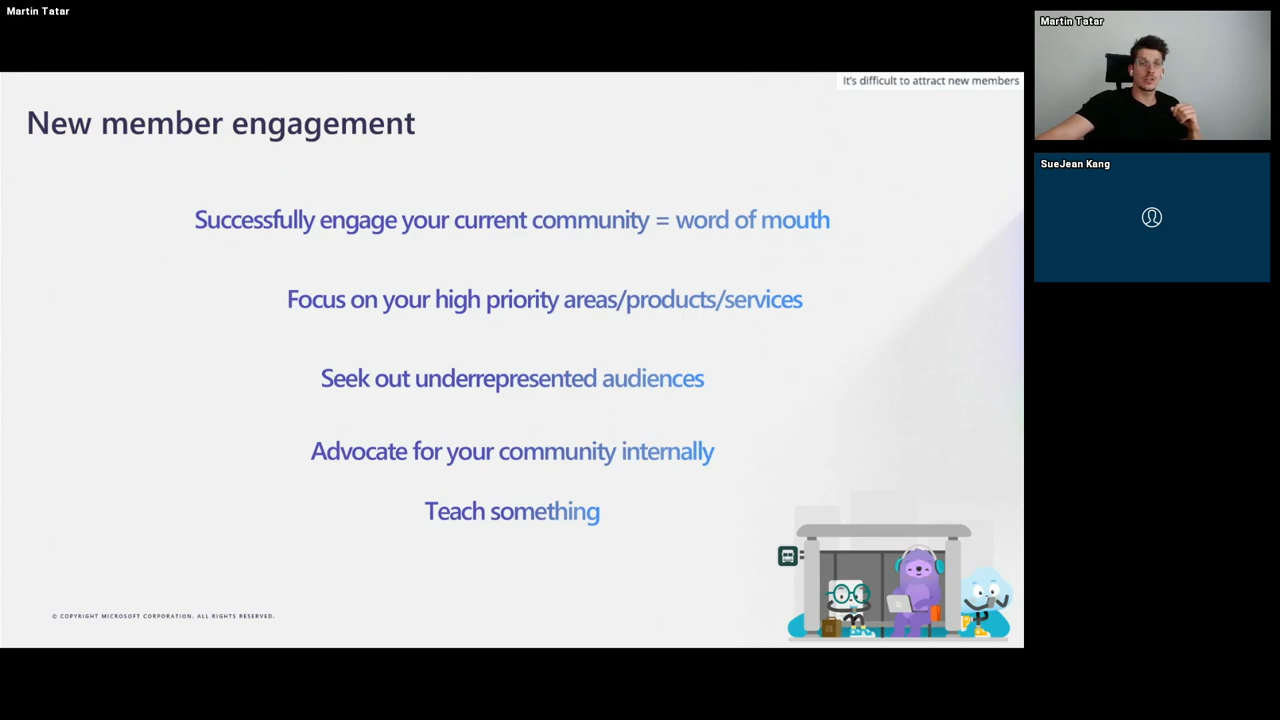 Martin Tatar
Martin Tatar
It's difficult to attract new members
New member engagement
SueJean Kang
Successfully engage your current community = word of mouth
Focus on your high priority areas/products/services
Seek out underrepresented audiences
Advocate for your community internally
Teach something
© COPYRIGHT MICROSOFT CORPORATION. ALL RIGHTS RESERVED.